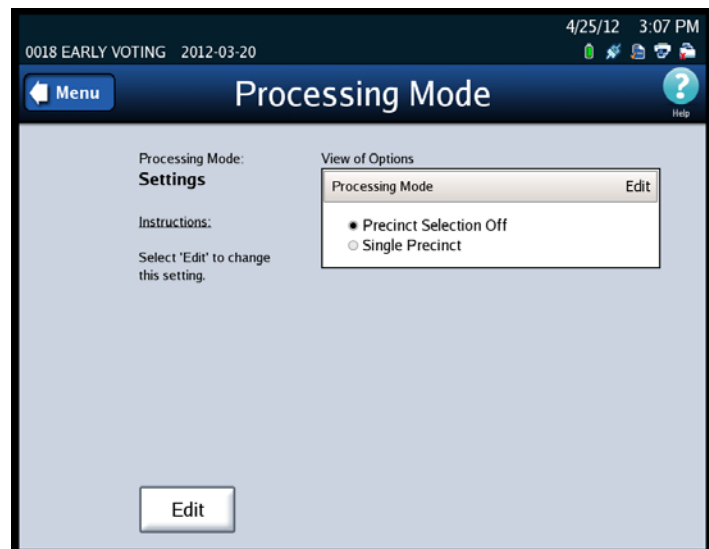 4/25/12 3:07 PM
0018 EARLY VOTING 2012-03-20
Menu
Processing Mode
?
Help
Processing Mode:
Settings
Instructions:
Select 'Edit' to change
this setting.
View of Options
Processing Mode Edit
Precinct Selection Off
Single Precinct
Edit